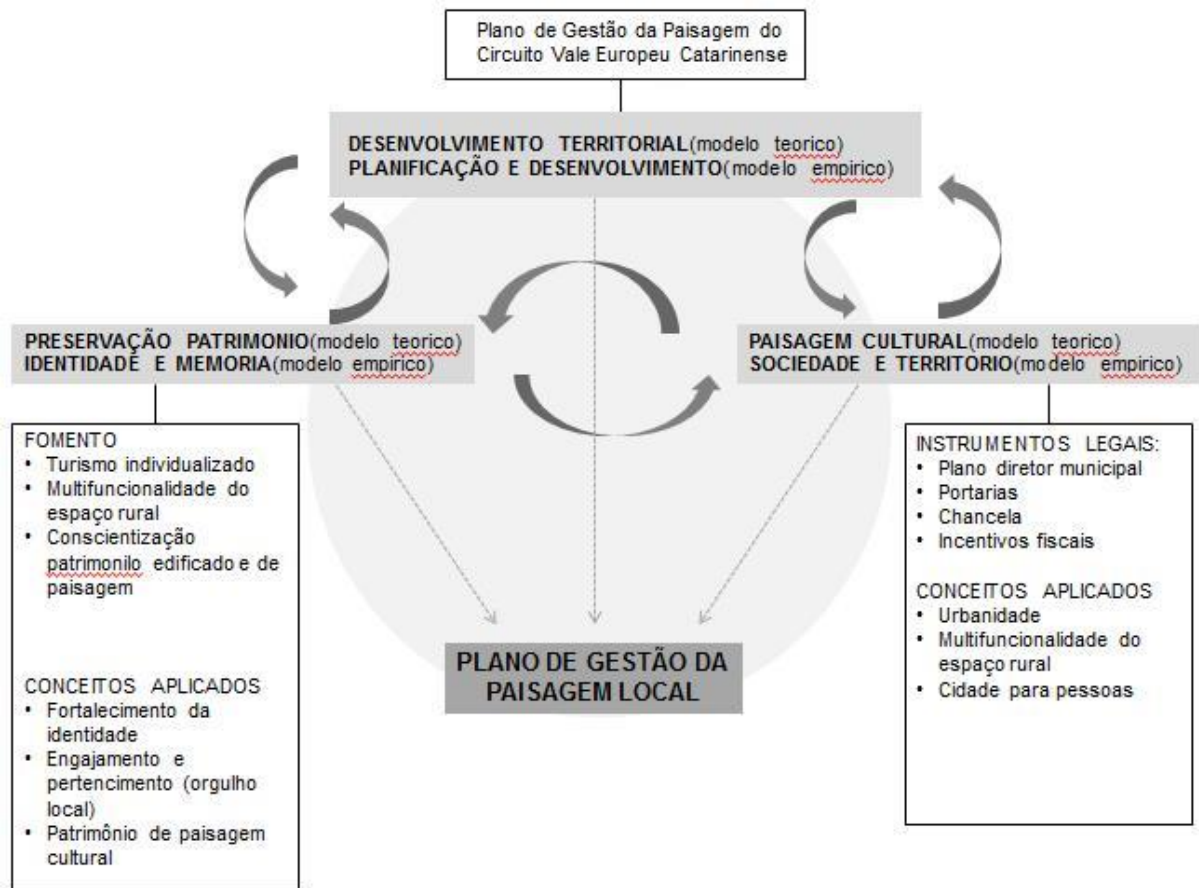 Plano de Gestão da Paisagem do
Circuito Vale Europeu Catarinense
DESENVOLVIMENTO TERRITORIAL(modelo teorico)
PLANIFICAÇÃO E DESENVOLVIMENTO(modelo empirico)
PRESERVAÇÃO PATRIMONIO(modelo teorico)
IDENTIDADE E MEMORIA(modelo empirico)
PAISAGEM CULTURAL(modelo teorico)
SOCIEDADE E TERRITORIO(modelo empirico)
FOMENTO
• Turismo individualizado
• Multifuncionalidade do
espaço rural
• Conscientização
patrimonilo edificado e de
paisagem
CONCEITOS APLICADOS
• Fortalecimento da
identidade
• Engajamento e
pertencimento (orgulho
local)
• Patrimônio de paisagem
cultural
INSTRUMENTOS LEGAIS:
• Plano diretor municipal
• Portarias
• Chancela
• Incentivos fiscais
CONCEITOS APLICADOS
• Urbanidade
• Multifuncionalidade do
espaço rural
• Cidade para pessoas
PLANO DE GESTÃO DA
PAISAGEM LOCAL